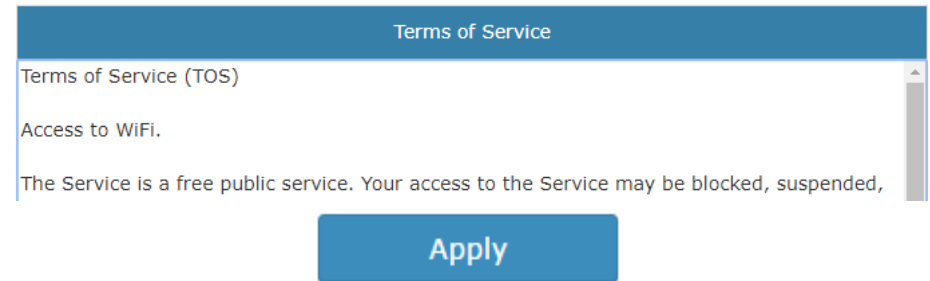 Terms of Service
Terms of Service (TOS)
Access to WiFi.
The Service is a free public service. Your access to the Service may be blocked, suspended,
Apply